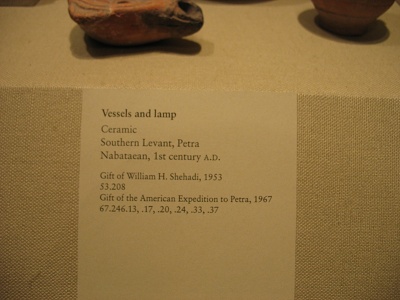 Vessels and lamp
Ceramic
Southern Levant, Petra
Nabataean, 1st century A.D.
Gift of William H. Shehadi, 1953
53.208
Gift of the American Expedition to Petra, 1967
67.246.13, .17, .20, .24, .33, .37